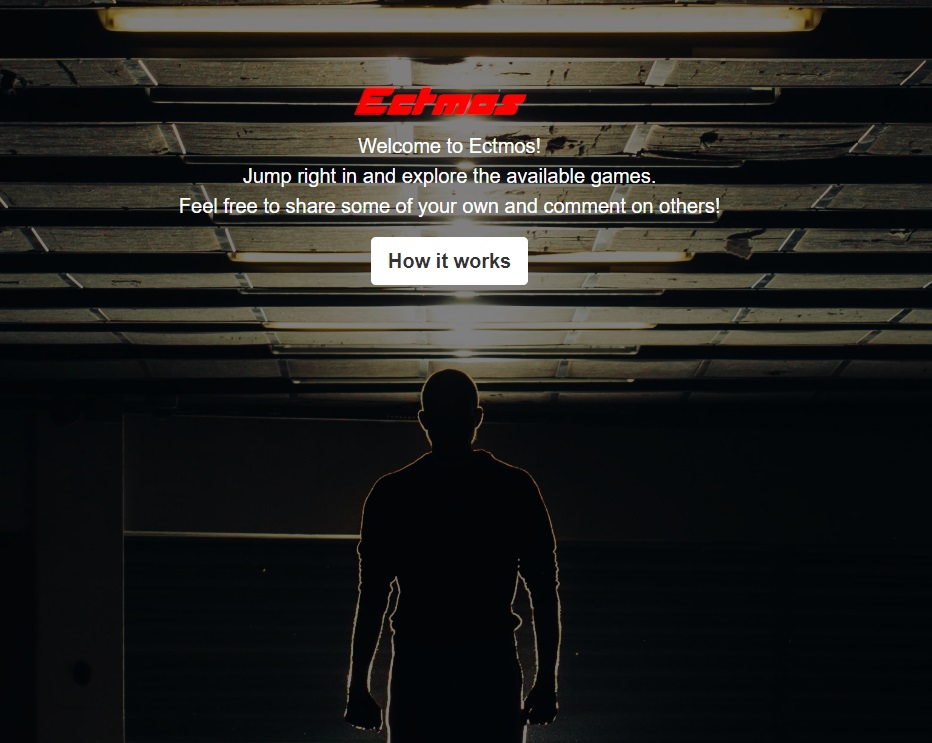 Ectmos
Welcome to Ectmos!
Jump right in and explore the available games.
Feel free to share some of your own and comment on others!
How it works